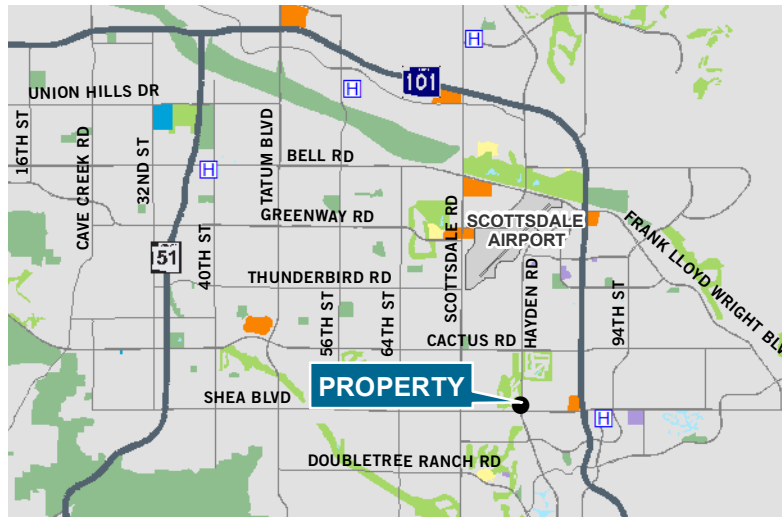 H
101
UNION HILLS DR
H
16TH ST
CAVE CREEK RD
32ND ST
H
TATUM BLVD
BELL RD
40TH ST
GREENWAY RD
SCOTTSDALE RD
SCOTTSDALE
AIRPORT
FRANK LLOYD WRIGHT BLV
51
THUNDERBIRD RD
56TH ST
64TH ST
HAYDEN RD
94TH ST
CACTUS RD
PROPERTY
SHEA BLVD
H
DOUBLETREE RANCH RD